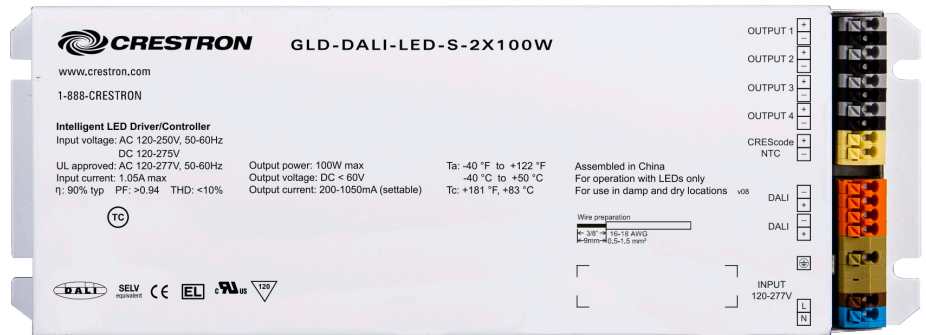 CRESTRON
GLD-DALI-LED-S-2X100W
www.crestron.com
1-888-CRESTRON
Intelligent LED Driver/Controller
Input voltage: AC 120-250V, 50-60Hz
DC 120-275V
UL approved: AC 120-277V, 50-60Hz
Input current: 1.05A max
η: 90% typ PF: >0.94 THD: <10%
Output power: 100W max
Output voltage: DC < 60V
Output current: 200-1050mA (settable)
Ta: -40 °F to +122 °F
-40 °C to +50 °C
Tc: +181 °F, +83 °C
Assembled in China
For operation with LEDs only
For use in damp and dry locations v08
TC
Wire preparation
3/8" 16-18 AWG
9mm 0,5-1,5 mm²
DALI
SELV
equivalent
CE
EL
c UL us
120
OUTPUT 1 + −
OUTPUT 2 + −
OUTPUT 3 + −
OUTPUT 4 + −
CREScode +
NTC −
DALI − +
DALI − +
INPUT
120-277V
L
N